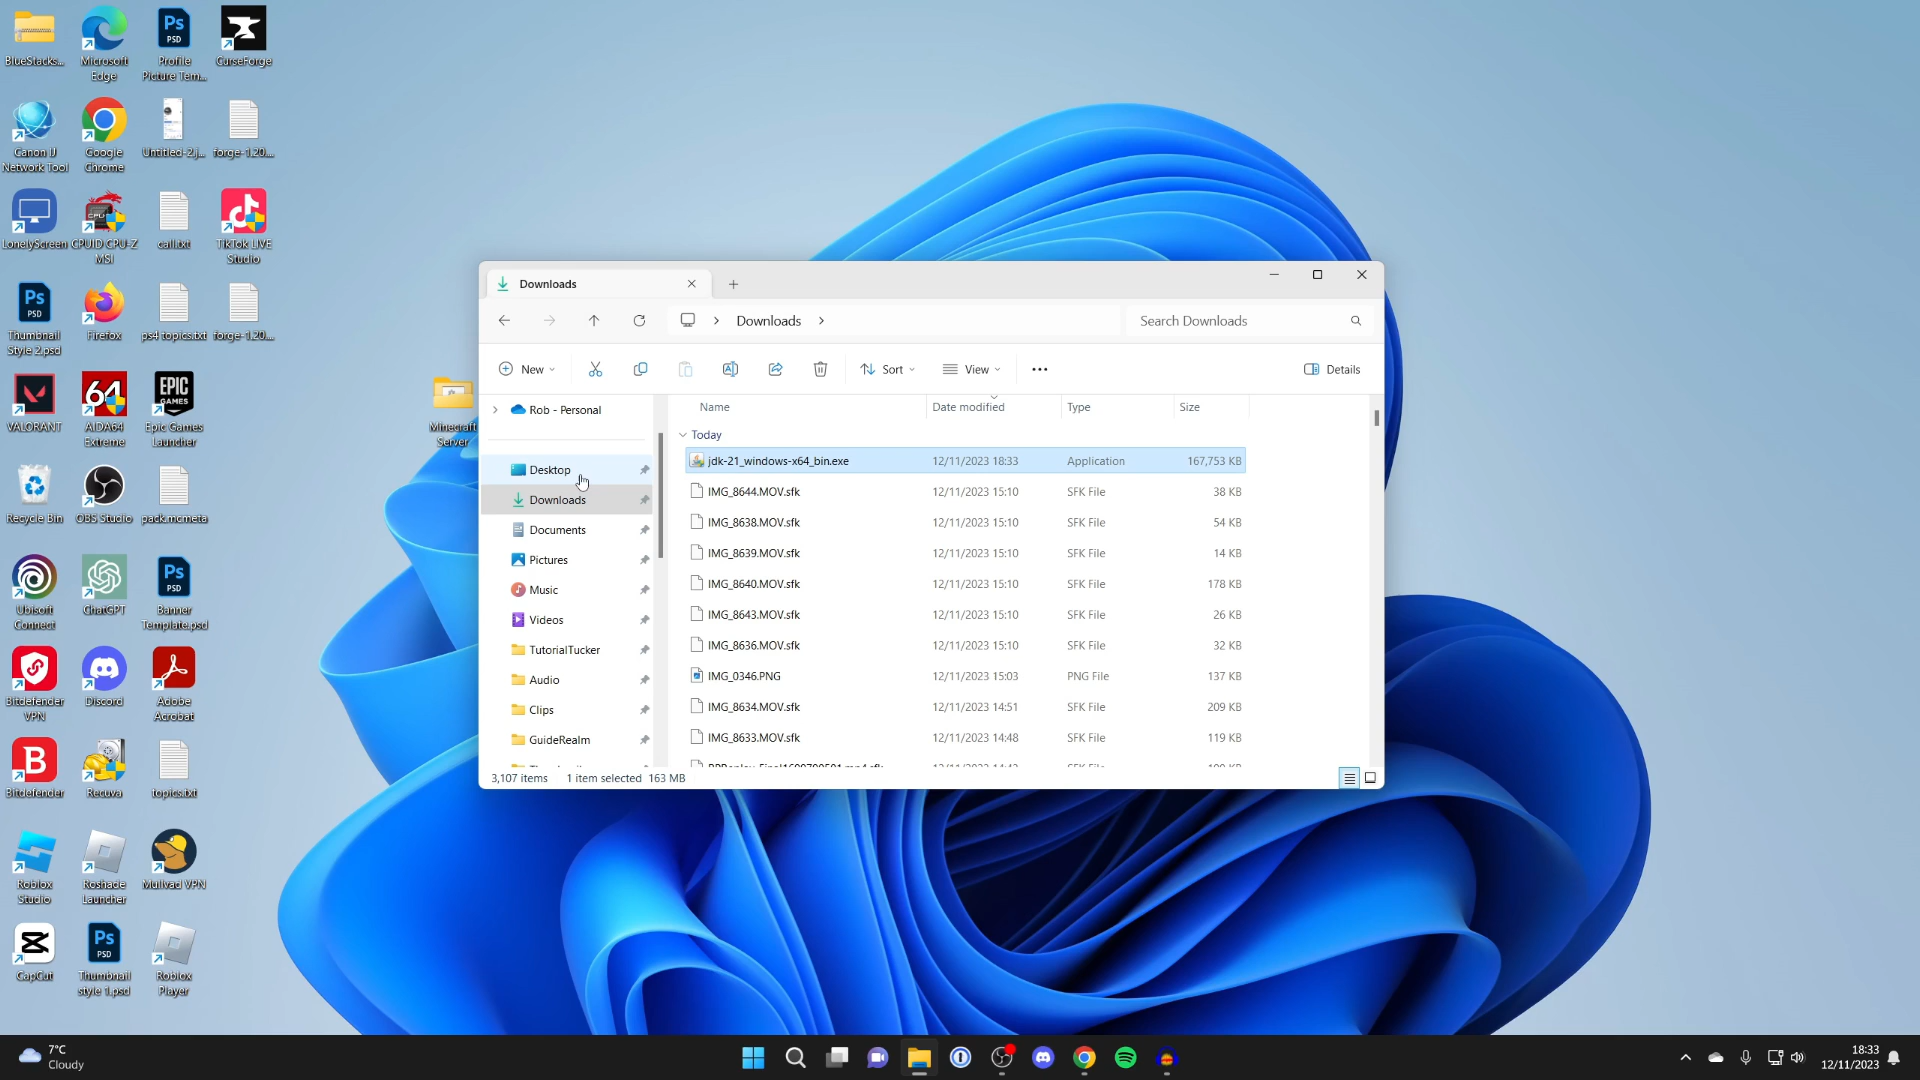 BlueStacks...
Microsoft
Edge
Profile
Picture Tem...
CurseForge
Canon IJ
Network Tool
Google
Chrome
Untitled-2.j...
forge-1.20....
LonelyScreen
CPUID CPU-Z
MSI
call.txt
TikTok LIVE
Studio
Thumbnail
Style 2.psd
Firefox
ps4 topics.txt
forge-1.20....
VALORANT
64
AIDA64
Extreme
EPIC
GAMES
Epic Games
Launcher
Recycle Bin
OBS Studio
pack.mcmeta
Ubisoft
Connect
ChatGPT
Banner
Template.psd
Bitdefender
VPN
Discord
Adobe
Acrobat
Bitdefender
Recuva
topics.txt
Roblox
Studio
Roshade
Launcher
Mullvad VPN
CapCut
Thumbnail
style 1.psd
Roblox
Player
Minecraft
Server
Downloads
Downloads
Search Downloads
New
Sort
View
Details
Rob - Personal
Desktop
Downloads
Documents
Pictures
Music
Videos
TutorialTucker
Audio
Clips
GuideRealm
Name Date modified Type Size
Today
jdk-21_windows-x64_bin.exe 12/11/2023 18:33 Application 167,753 KB
IMG_8644.MOV.sfk 12/11/2023 15:10 SFK File 38 KB
IMG_8638.MOV.sfk 12/11/2023 15:10 SFK File 54 KB
IMG_8639.MOV.sfk 12/11/2023 15:10 SFK File 14 KB
IMG_8640.MOV.sfk 12/11/2023 15:10 SFK File 178 KB
IMG_8643.MOV.sfk 12/11/2023 15:10 SFK File 26 KB
IMG_8636.MOV.sfk 12/11/2023 15:10 SFK File 32 KB
IMG_0346.PNG 12/11/2023 15:03 PNG File 137 KB
IMG_8634.MOV.sfk 12/11/2023 14:51 SFK File 209 KB
IMG_8633.MOV.sfk 12/11/2023 14:48 SFK File 119 KB
3,107 items 1 item selected 163 MB
7°C
Cloudy
18:33
12/11/2023